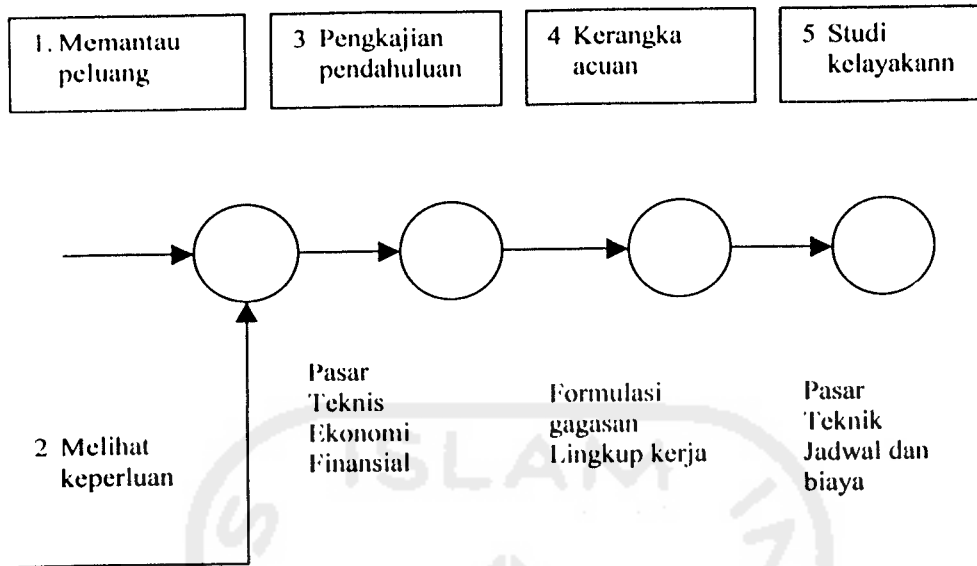 1. Memantau
peluang
3 Pengkajian
pendahuluan
4 Kerangka
acuan
5 Studi
kelayakann
2 Melihat
keperluan
Pasar
Teknis
Ekonomi
Finansial
Formulasi
gagasan
Lingkup kerja
Pasar
Teknik
Jadwal dan
biaya
ISLAM